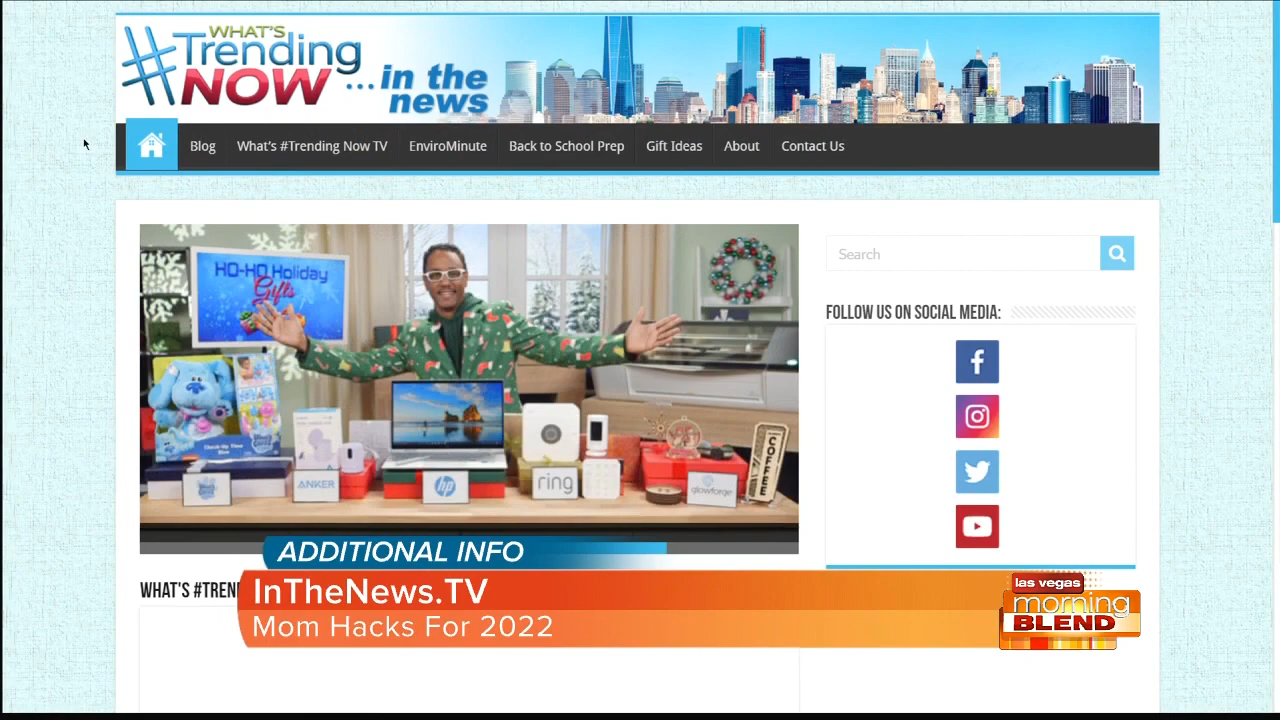 WHAT'S
#Trending
NOW
...in the
news
Blog
What's #Trending Now TV
EnviroMinute
Back to School Prep
Gift Ideas
About
Contact Us
HO-HO Holiday
Gifts
Search
FOLLOW US ON SOCIAL MEDIA:
ANKER
hp
ring
glowforge
COFFEE
ADDITIONAL INFO
WHAT'S #TREN
InTheNews.TV
Mom Hacks For 2022
las vegas
morning
BLEND